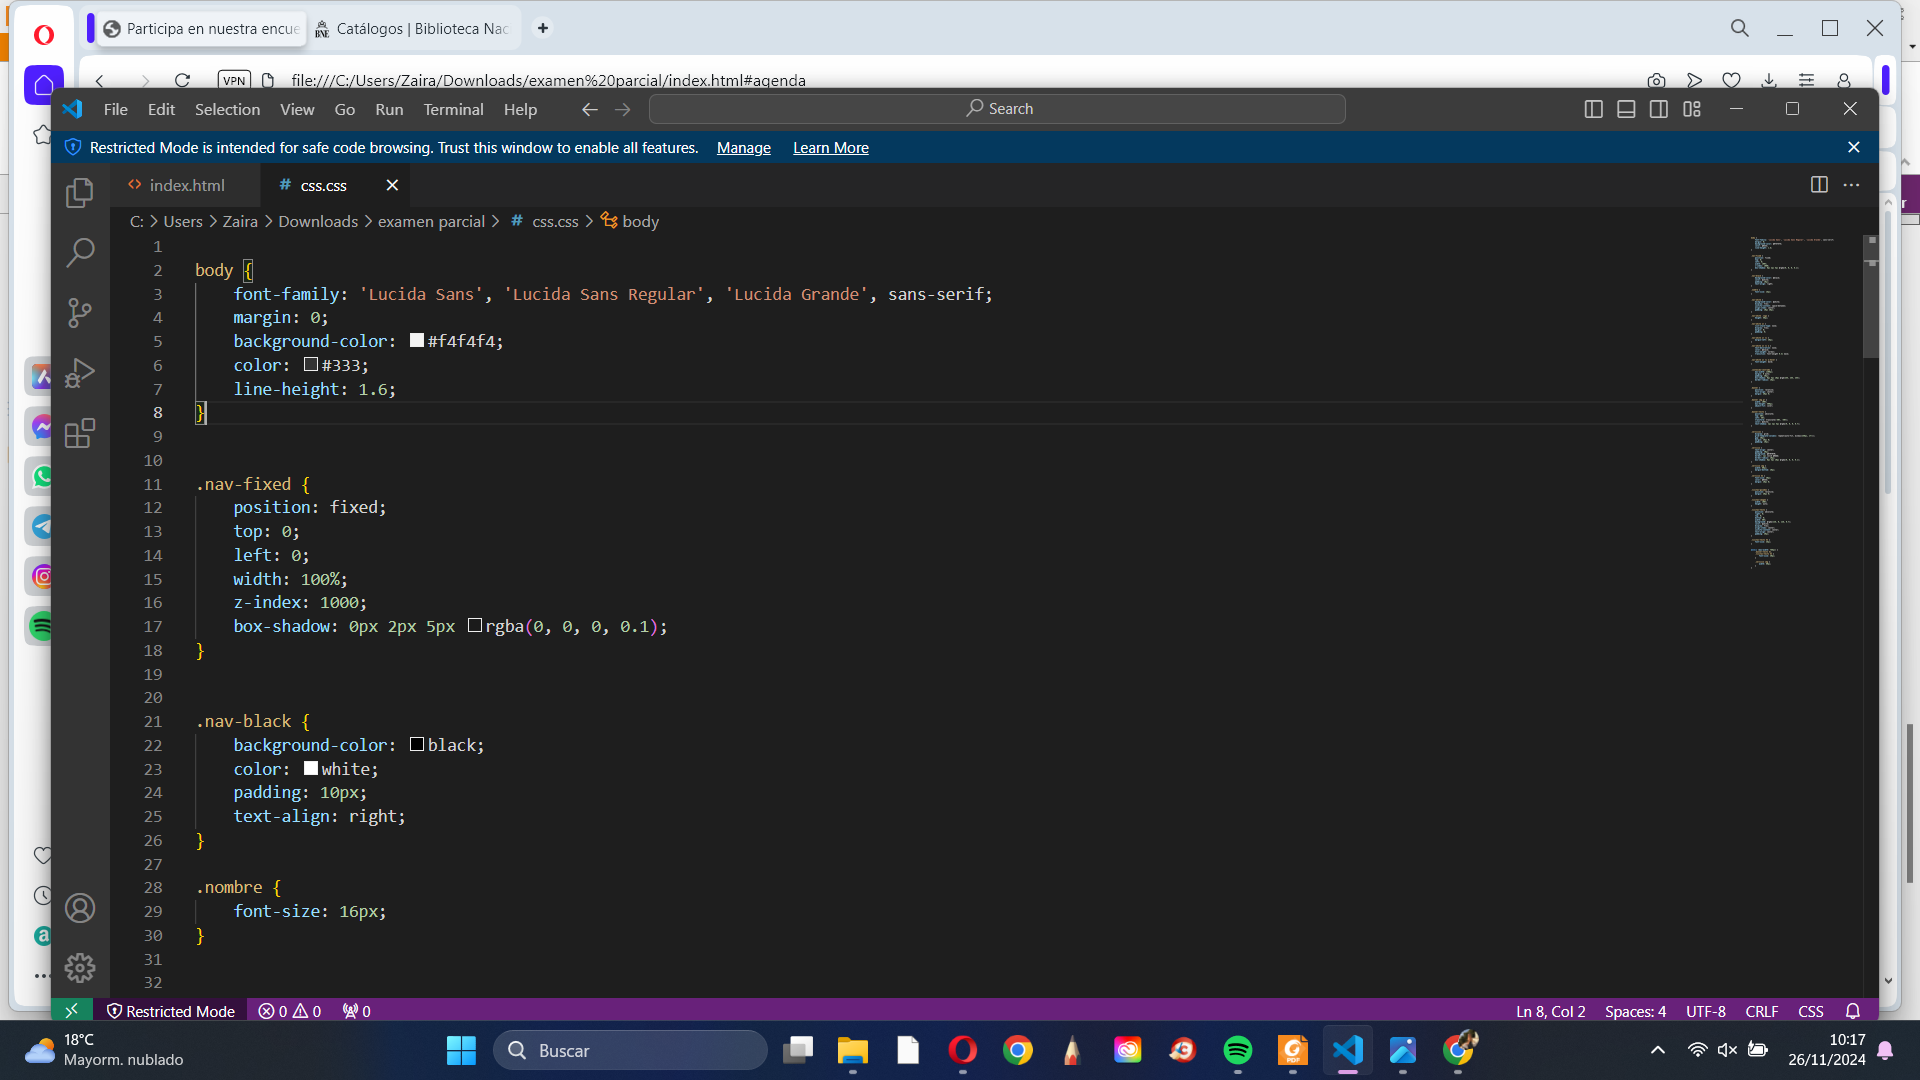 Participa en nuestra encue
Catálogos | Biblioteca Nac
VPN
file:///C:/Users/Zaira/Downloads/examen%20parcial/index.html#agenda
File Edit Selection View Go Run Terminal Help
Search
Restricted Mode is intended for safe code browsing. Trust this window to enable all features. Manage Learn More
index.html
css.css
C: > Users > Zaira > Downloads > examen parcial > # css.css > body
1
2 body {
3 font-family: 'Lucida Sans', 'Lucida Sans Regular', 'Lucida Grande', sans-serif;
4 margin: 0;
5 background-color: #f4f4f4;
6 color: #333;
7 line-height: 1.6;
8 }
9
10
11 .nav-fixed {
12 position: fixed;
13 top: 0;
14 left: 0;
15 width: 100%;
16 z-index: 1000;
17 box-shadow: 0px 2px 5px rgba(0, 0, 0, 0.1);
18 }
19
20
21 .nav-black {
22 background-color: black;
23 color: white;
24 padding: 10px;
25 text-align: right;
26 }
27
28 .nombre {
29 font-size: 16px;
30 }
31
32
Restricted Mode 0 0 0
Ln 8, Col 2 Spaces: 4 UTF-8 CRLF CSS
18°C
Mayorm. nublado
Buscar
10:17
26/11/2024